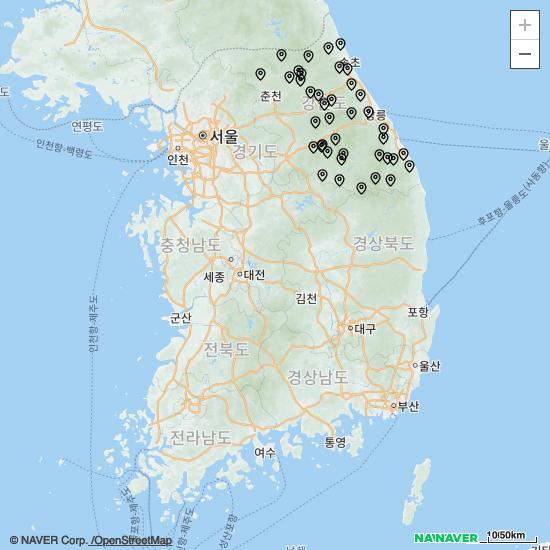 +
−
속초
춘천
강원도
강릉
연평도
인천항-백령도
서울
인천
경기도
울
후포항-울릉도(사동항)
충청남도
경상북도
세종
대전
김천
인천항-제주도
군산
포항
대구
전북도
경상남도
울산
부산
전라남도
여수
통영
© NAVER Corp. /OpenStreetMap
NAVER
10/50km